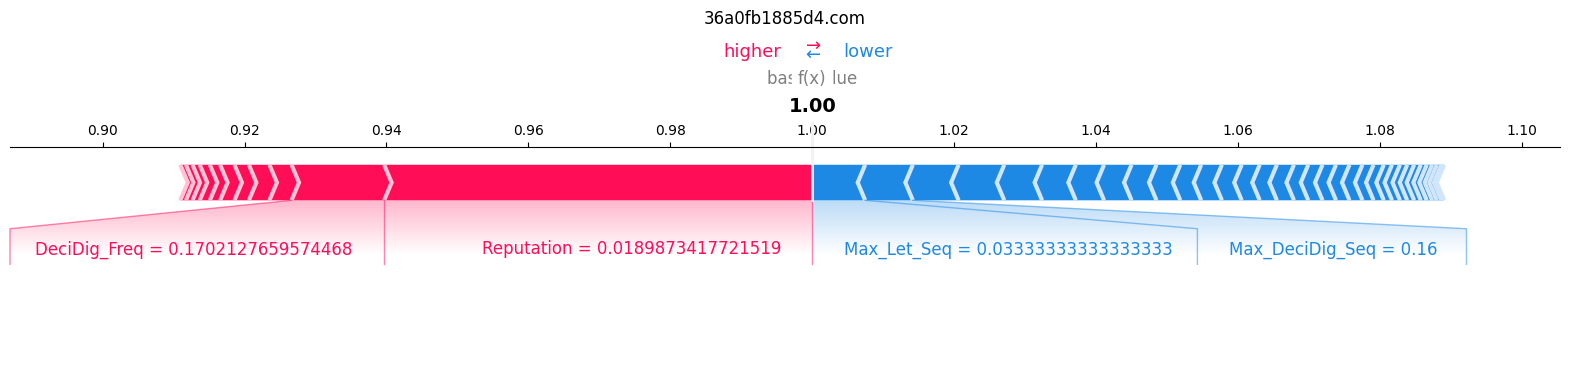 36a0fb1885d4.com
higher ⇄ lower
f(x)
1.00
0.90 0.92 0.94 0.96 0.98 1.00 1.02 1.04 1.06 1.08 1.10
DeciDig_Freq = 0.1702127659574468 Reputation = 0.0189873417721519 Max_Let_Seq = 0.03333333333333333 Max_DeciDig_Seq = 0.16